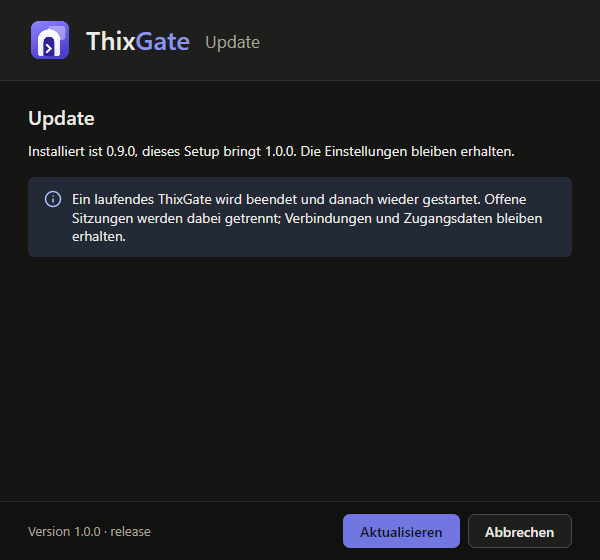 ThixGate Update
Update
Installiert ist 0.9.0, dieses Setup bringt 1.0.0. Die Einstellungen bleiben erhalten.
Ein laufendes ThixGate wird beendet und danach wieder gestartet. Offene
Sitzungen werden dabei getrennt; Verbindungen und Zugangsdaten bleiben
erhalten.
Version 1.0.0 · release
Aktualisieren
Abbrechen